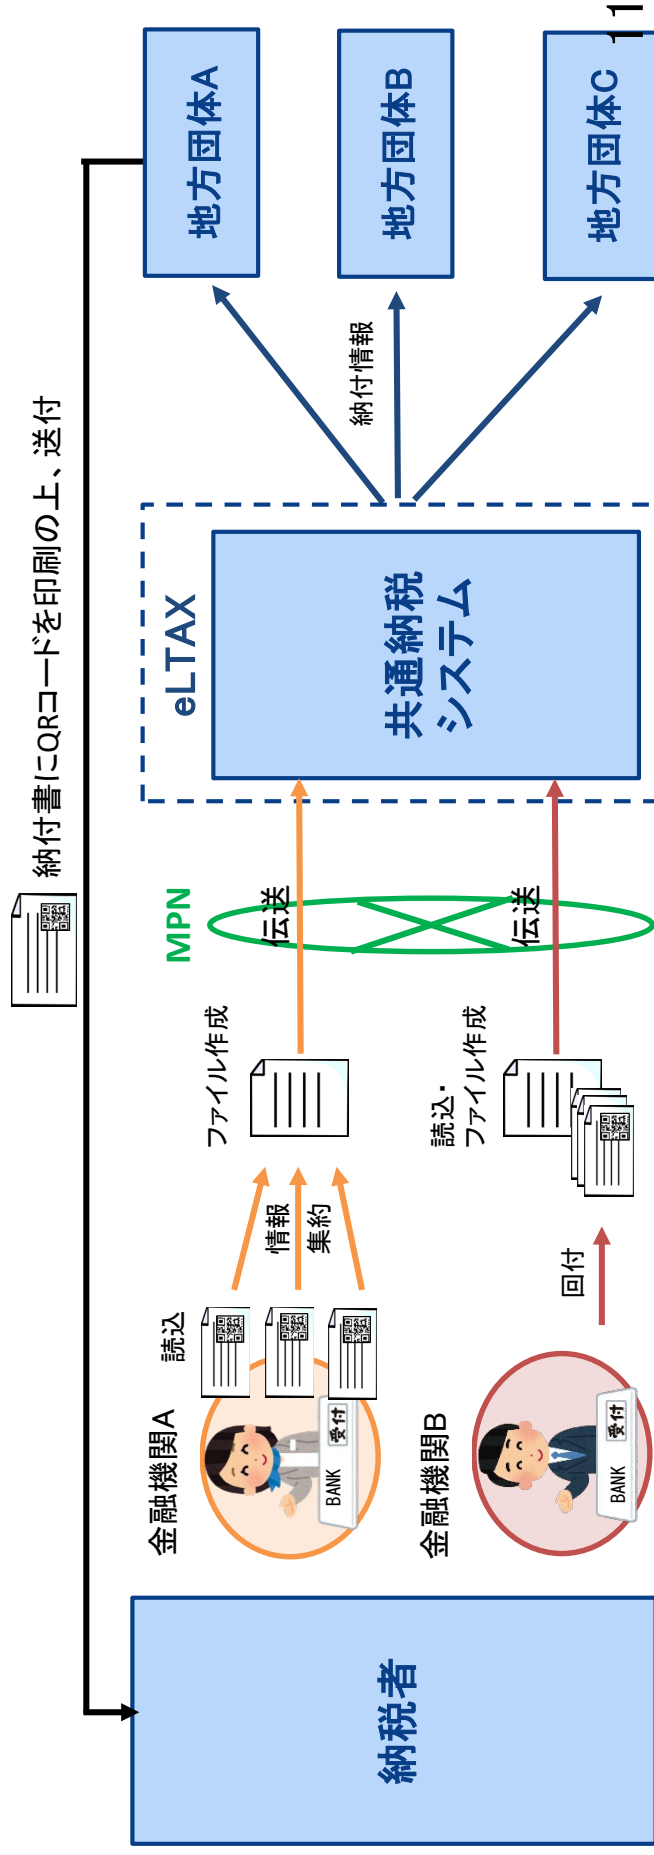 納付書にQRコードを印刷の上、送付
納税者
金融機関A
読込
BANK
受付
情報
集約
ファイル作成
金融機関B
BANK
受付
回付
読込・
ファイル作成
MPN
伝送
伝送
eLTAX
共通納税
システム
納付情報
地方団体A
地方団体B
地方団体C
11